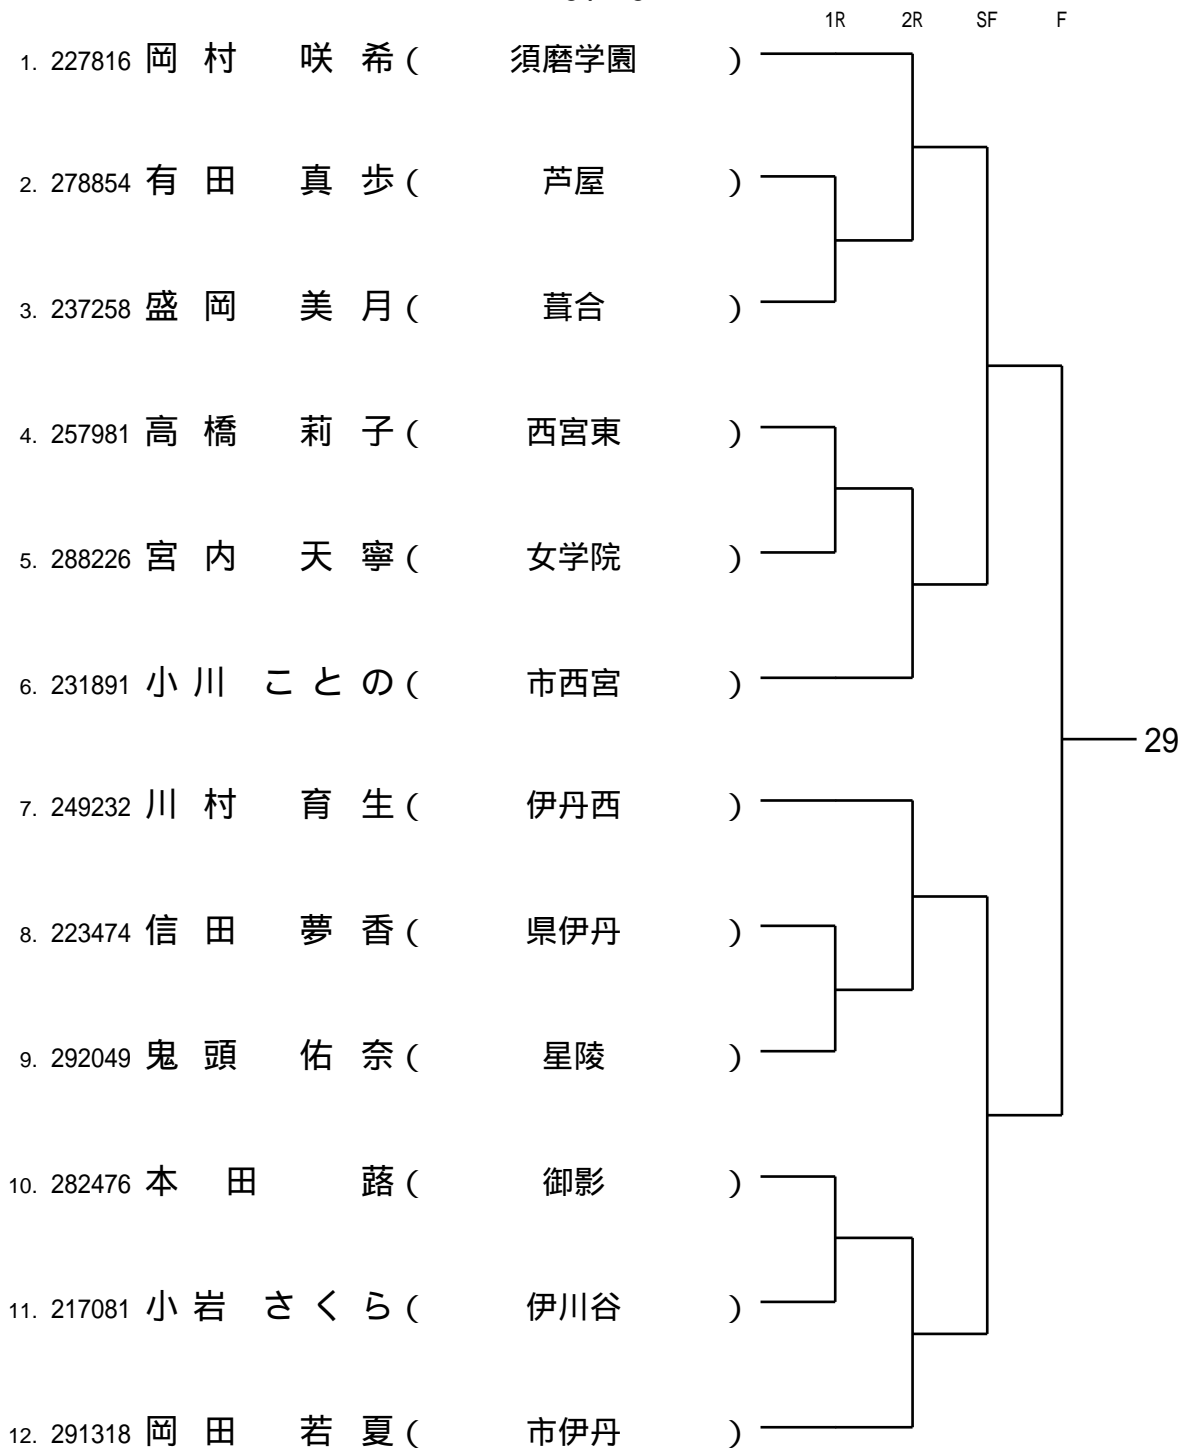 1R 2R SF F
1. 227816 岡村 咲希 ( 須磨学園 )
2. 278854 有田 真歩 ( 芦屋 )
3. 237258 盛岡 美月 ( 葺合 )
4. 257981 高橋 莉子 ( 西宮東 )
5. 288226 宮内 天寧 ( 女学院 )
6. 231891 小川 ことの ( 市西宮 )
29
7. 249232 川村 育生 ( 伊丹西 )
8. 223474 信田 夢香 ( 県伊丹 )
9. 292049 鬼頭 佑奈 ( 星陵 )
10. 282476 本田 蕗 ( 御影 )
11. 217081 小岩 さくら ( 伊川谷 )
12. 291318 岡田 若夏 ( 市伊丹 )